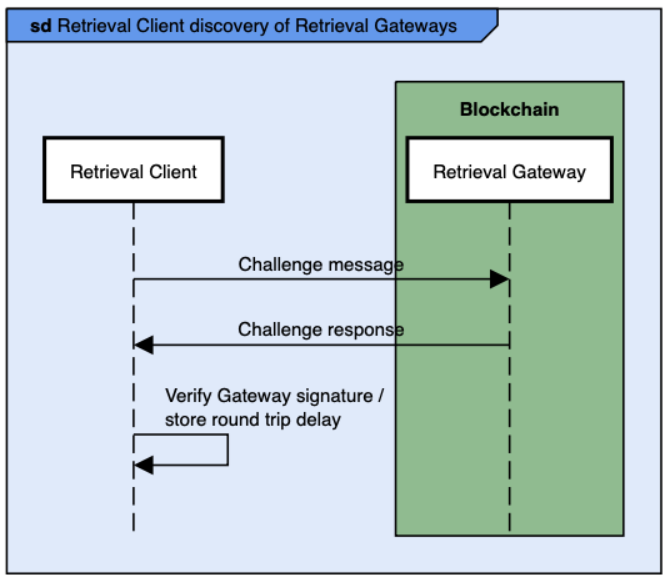 sd Retrieval Client discovery of Retrieval Gateways
Blockchain
Retrieval Client
Retrieval Gateway
Challenge message
Challenge response
Verify Gateway signature /
store round trip delay